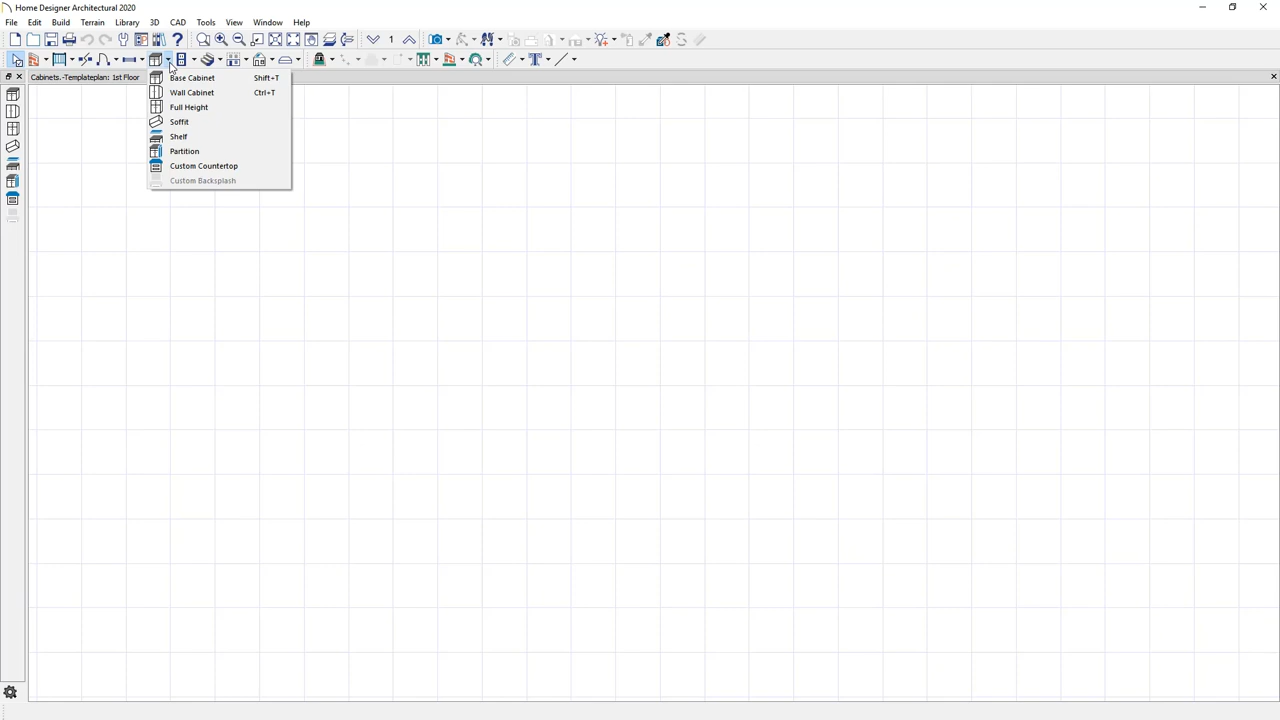 Home Designer Architectural 2020
File Edit Build Terrain Library 3D CAD Tools View Window Help
1
Cabinets.-Templateplan: 1st Floor
Base Cabinet Shift+T
Wall Cabinet Ctrl+T
Full Height
Soffit
Shelf
Partition
Custom Countertop
Custom Backsplash